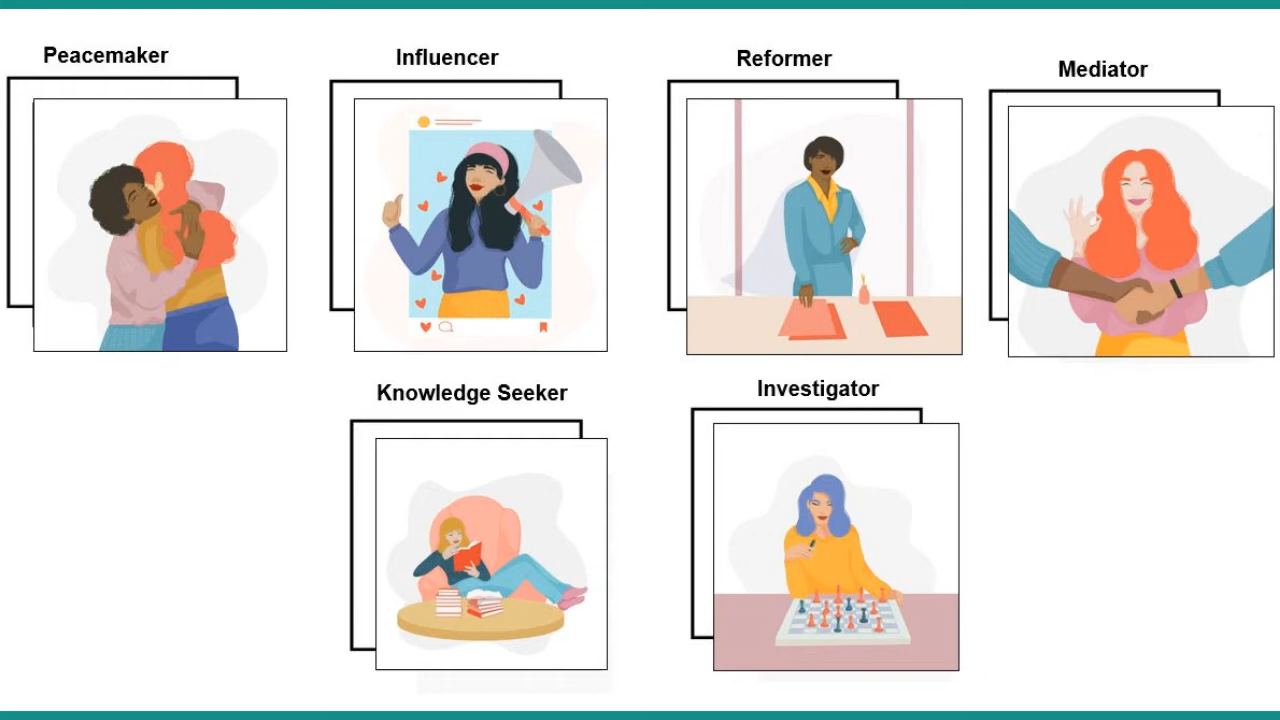 Peacemaker
Influencer
Reformer
Mediator
Knowledge Seeker
Investigator